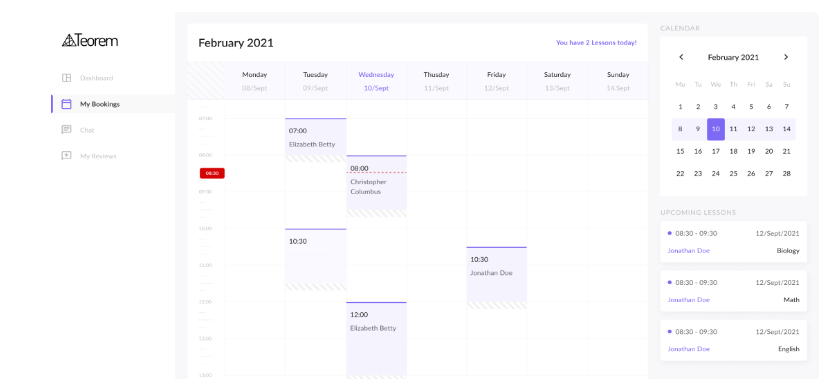 Teorem
Dashboard
My Bookings
Chat
My Reviews
February 2021
You have 2 Lessons today!
Monday Tuesday Wednesday Thusday Friday Saturday Sunday
08/Sept 09/Sept 10/Sept 11/Sept 12/Sept 13/Sept 14.Sept
07:00
07:00
Elizabeth Betty
08:00
08:00
08:30
Christopher
Columbus
09:00
10:00
10:30
10:30
Jonathan Doe
11:00
12:00
12:00
Elizabeth Betty
13:00
CALENDAR
February 2021
Mo Tu We Th Fri Sa Su
1 2 3 4 5 6 7
8 9 10 11 12 13 14
15 16 17 18 19 20 21
22 23 24 25 26 27 28
UPCOMING LESSONS
08:30 - 09:30 12/Sept/2021
Jonathan Doe Biology
08:30 - 09:30 12/Sept/2021
Jonathan Doe Math
08:30 - 09:30 12/Sept/2021
Jonathan Doe English